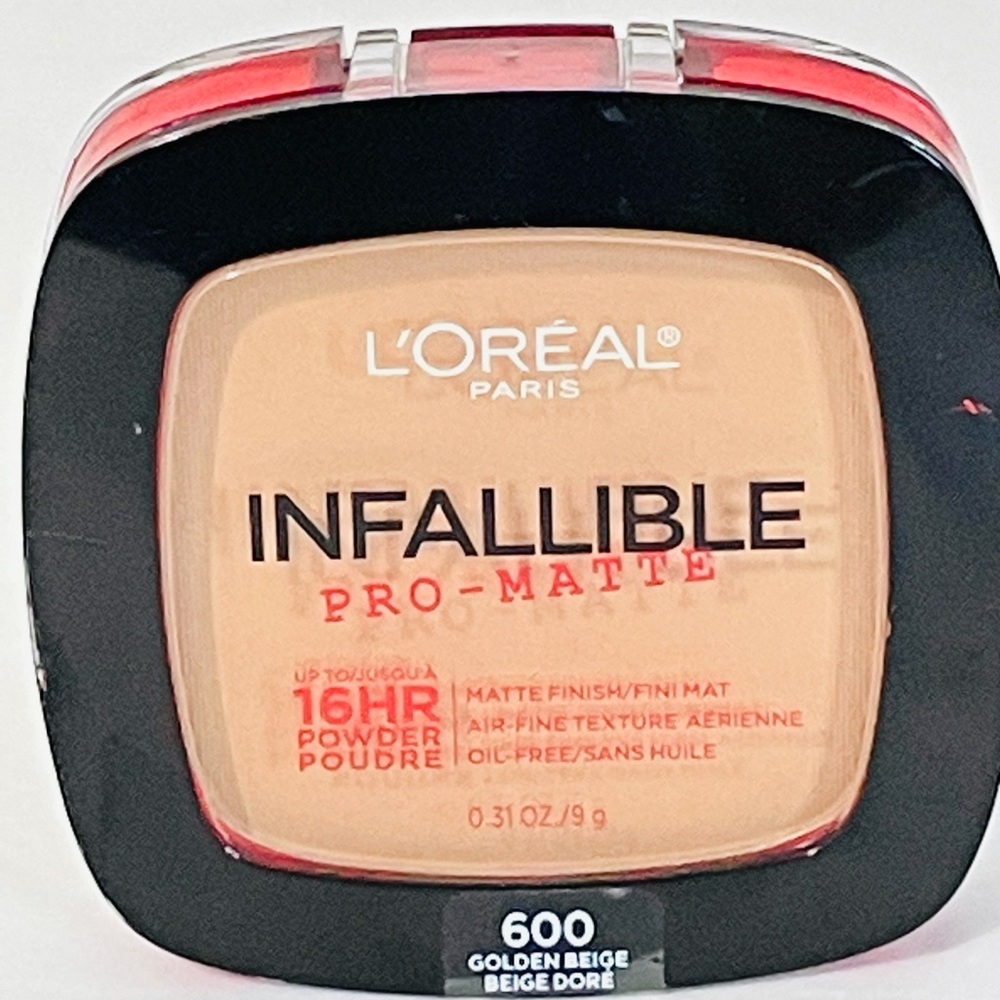 L'ORÉAL®
PARIS
INFALLIBLE
PRO-MATTE
UP TO/JUSQU'À
16HR
POWDER
POUDRE
MATTE FINISH/FINI MAT
AIR-FINE TEXTURE AÉRIENNE
OIL-FREE/SANS HUILE
0.31 OZ./9 g
600
GOLDEN BEIGE
BEIGE DORÉ